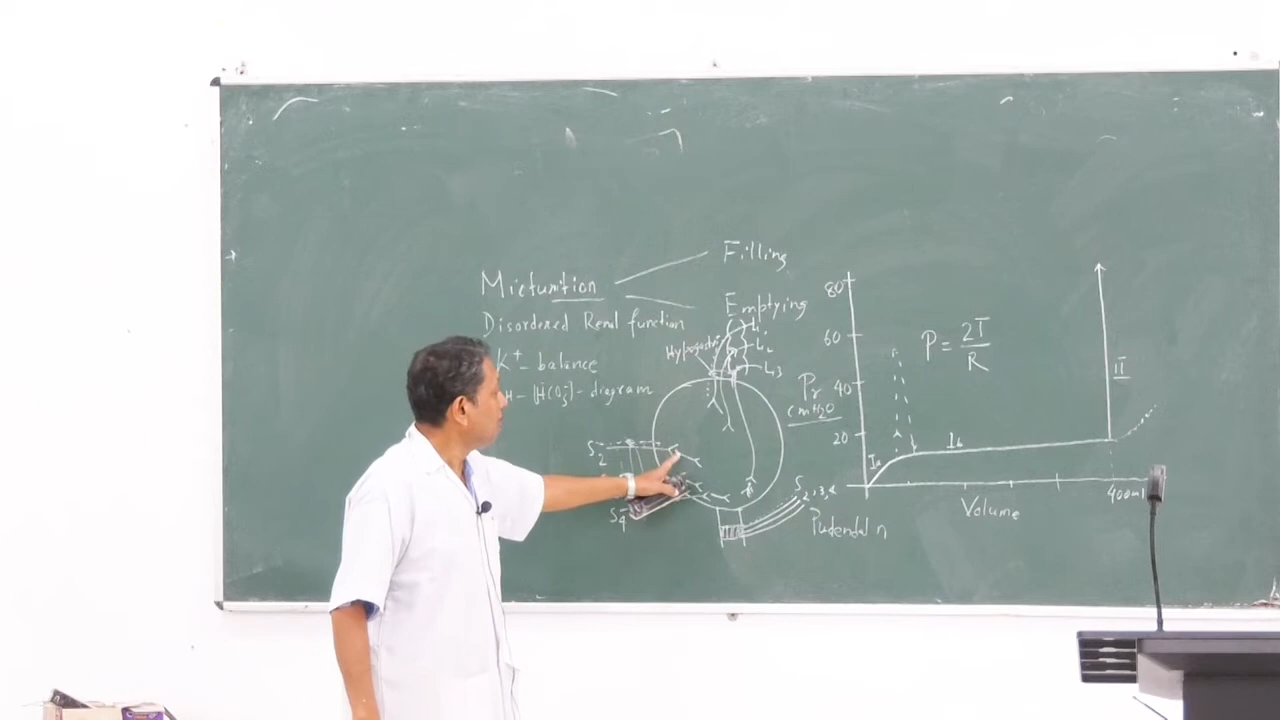 Micturition
Filling
Emptying
Disordered Renal function
K+ - balance
H - (HCO3-) - diagram
Hypogastric
L1
L2
L3
S2
S4
S2,3,4
Pudendal n
80
60
40
20
Pr
cmH2O
P = 2T
R
Ia
Ib
II
Volume
400ml